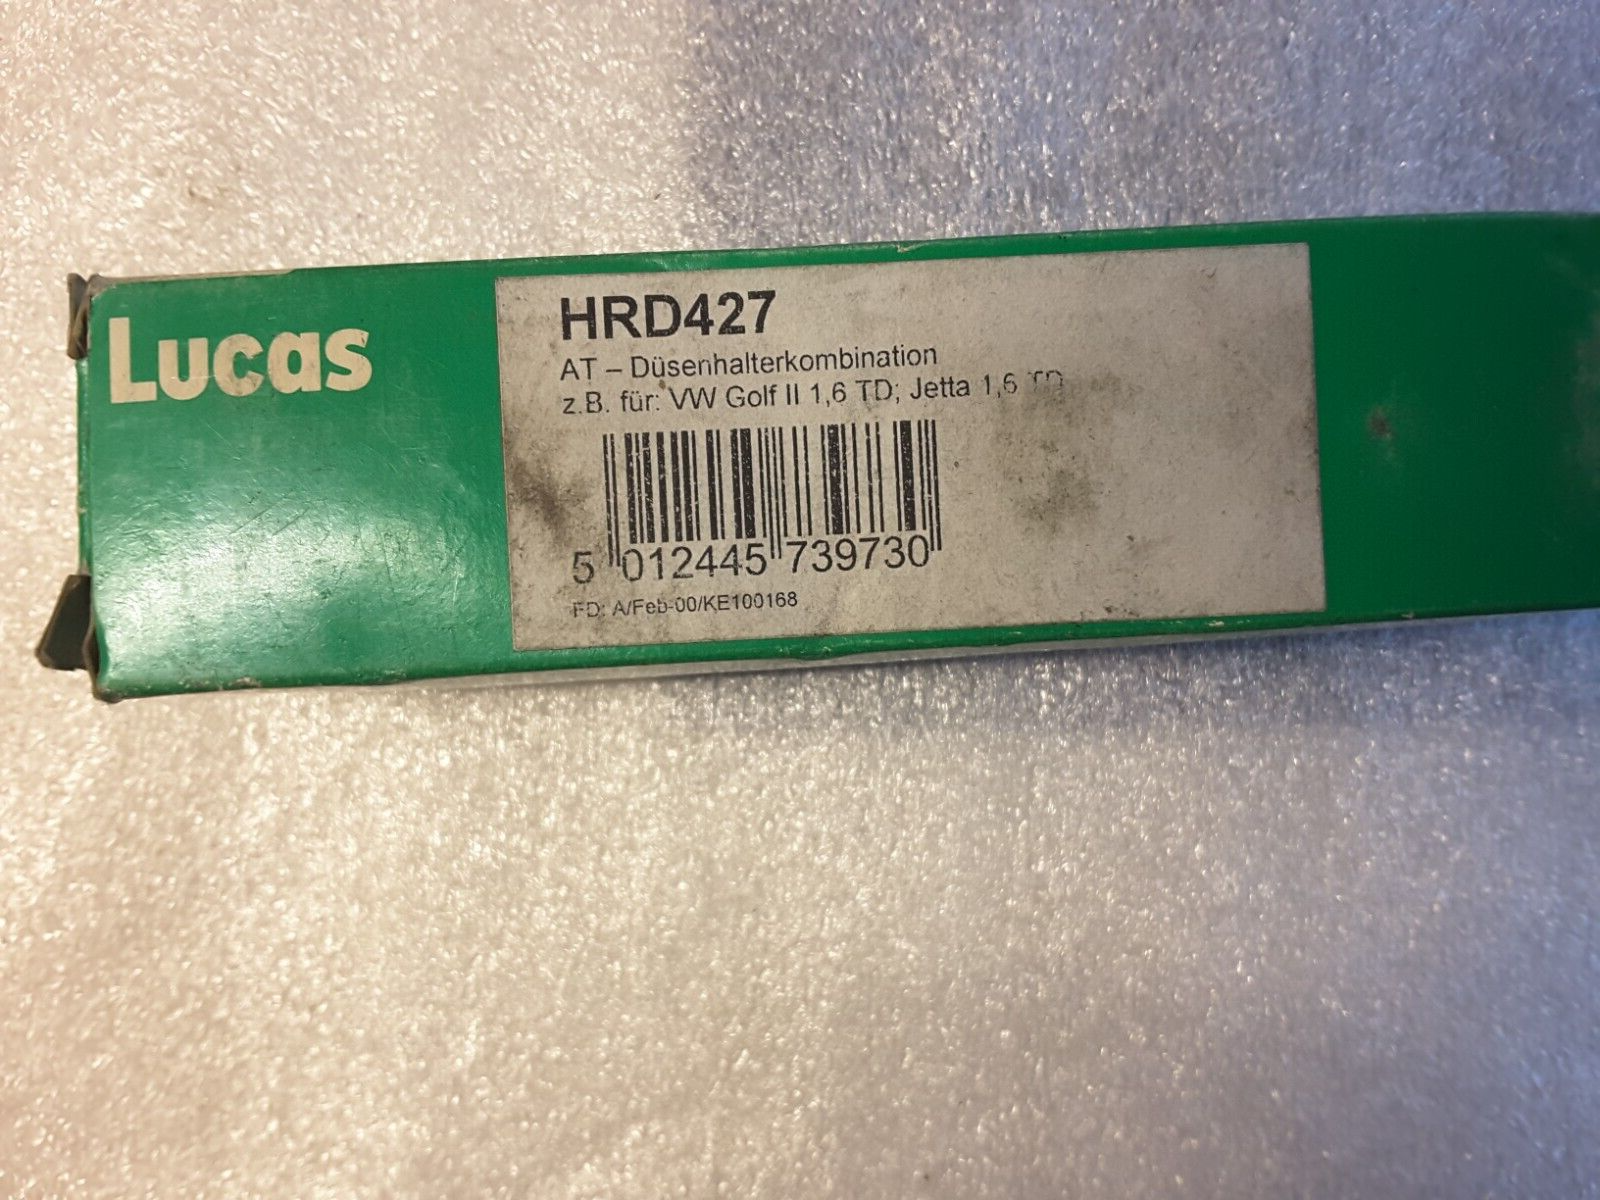 Lucas
HRD427
AT – Düsenhalterkombination
z.B. für: VW Golf II 1,6 TD; Jetta 1,6 TD
5 012445 739730
FD: A/Feb-00/KE100168